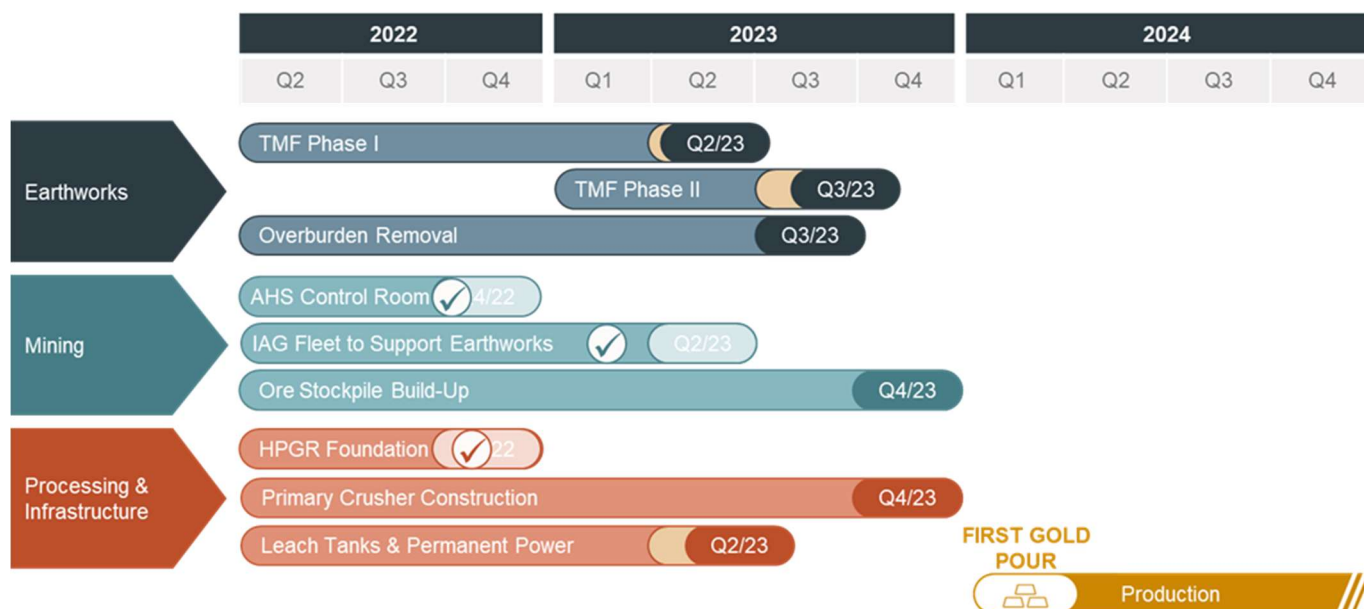 2022 2023 2024
Q2 Q3 Q4 Q1 Q2 Q3 Q4 Q1 Q2 Q3 Q4
Earthworks
TMF Phase I Q2/23
TMF Phase II Q3/23
Overburden Removal Q3/23
Mining
AHS Control Room 4/22
IAG Fleet to Support Earthworks Q2/23
Ore Stockpile Build-Up Q4/23
Processing &
Infrastructure
HPGR Foundation 22
Primary Crusher Construction Q4/23
Leach Tanks & Permanent Power Q2/23
FIRST GOLD
POUR
Production